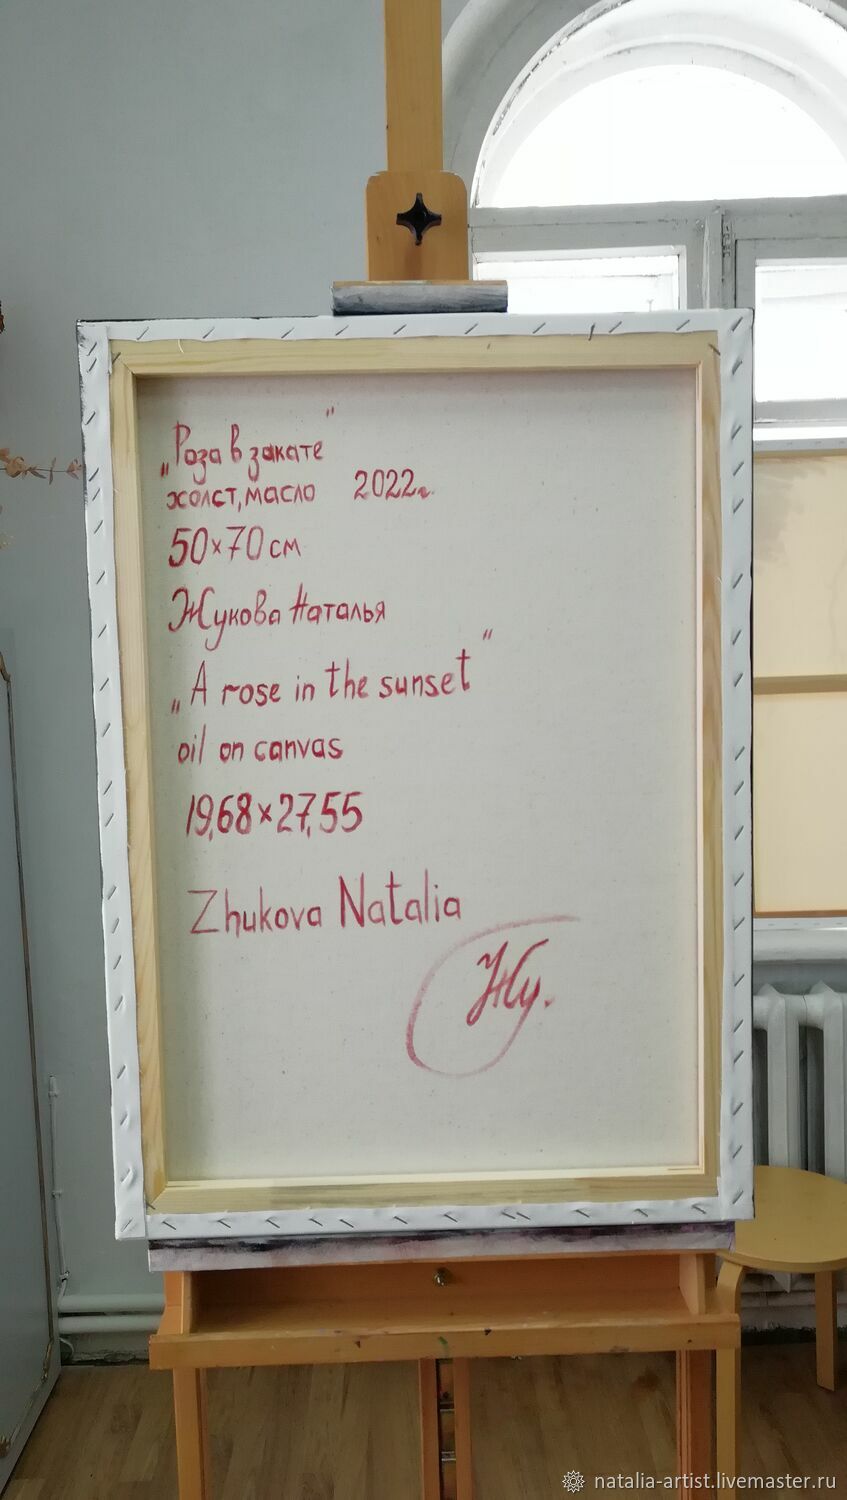 „Роза в закате"
холст, масло 2022г.
50×70 см
Жукова Наталья
„A rose in the sunset"
oil on canvas
19,68×27,55
Zhukova Natalia
Жу.
natalia-artist.livemaster.ru